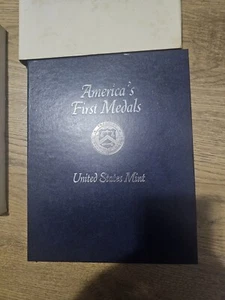 America's
First Medals
United States Mint